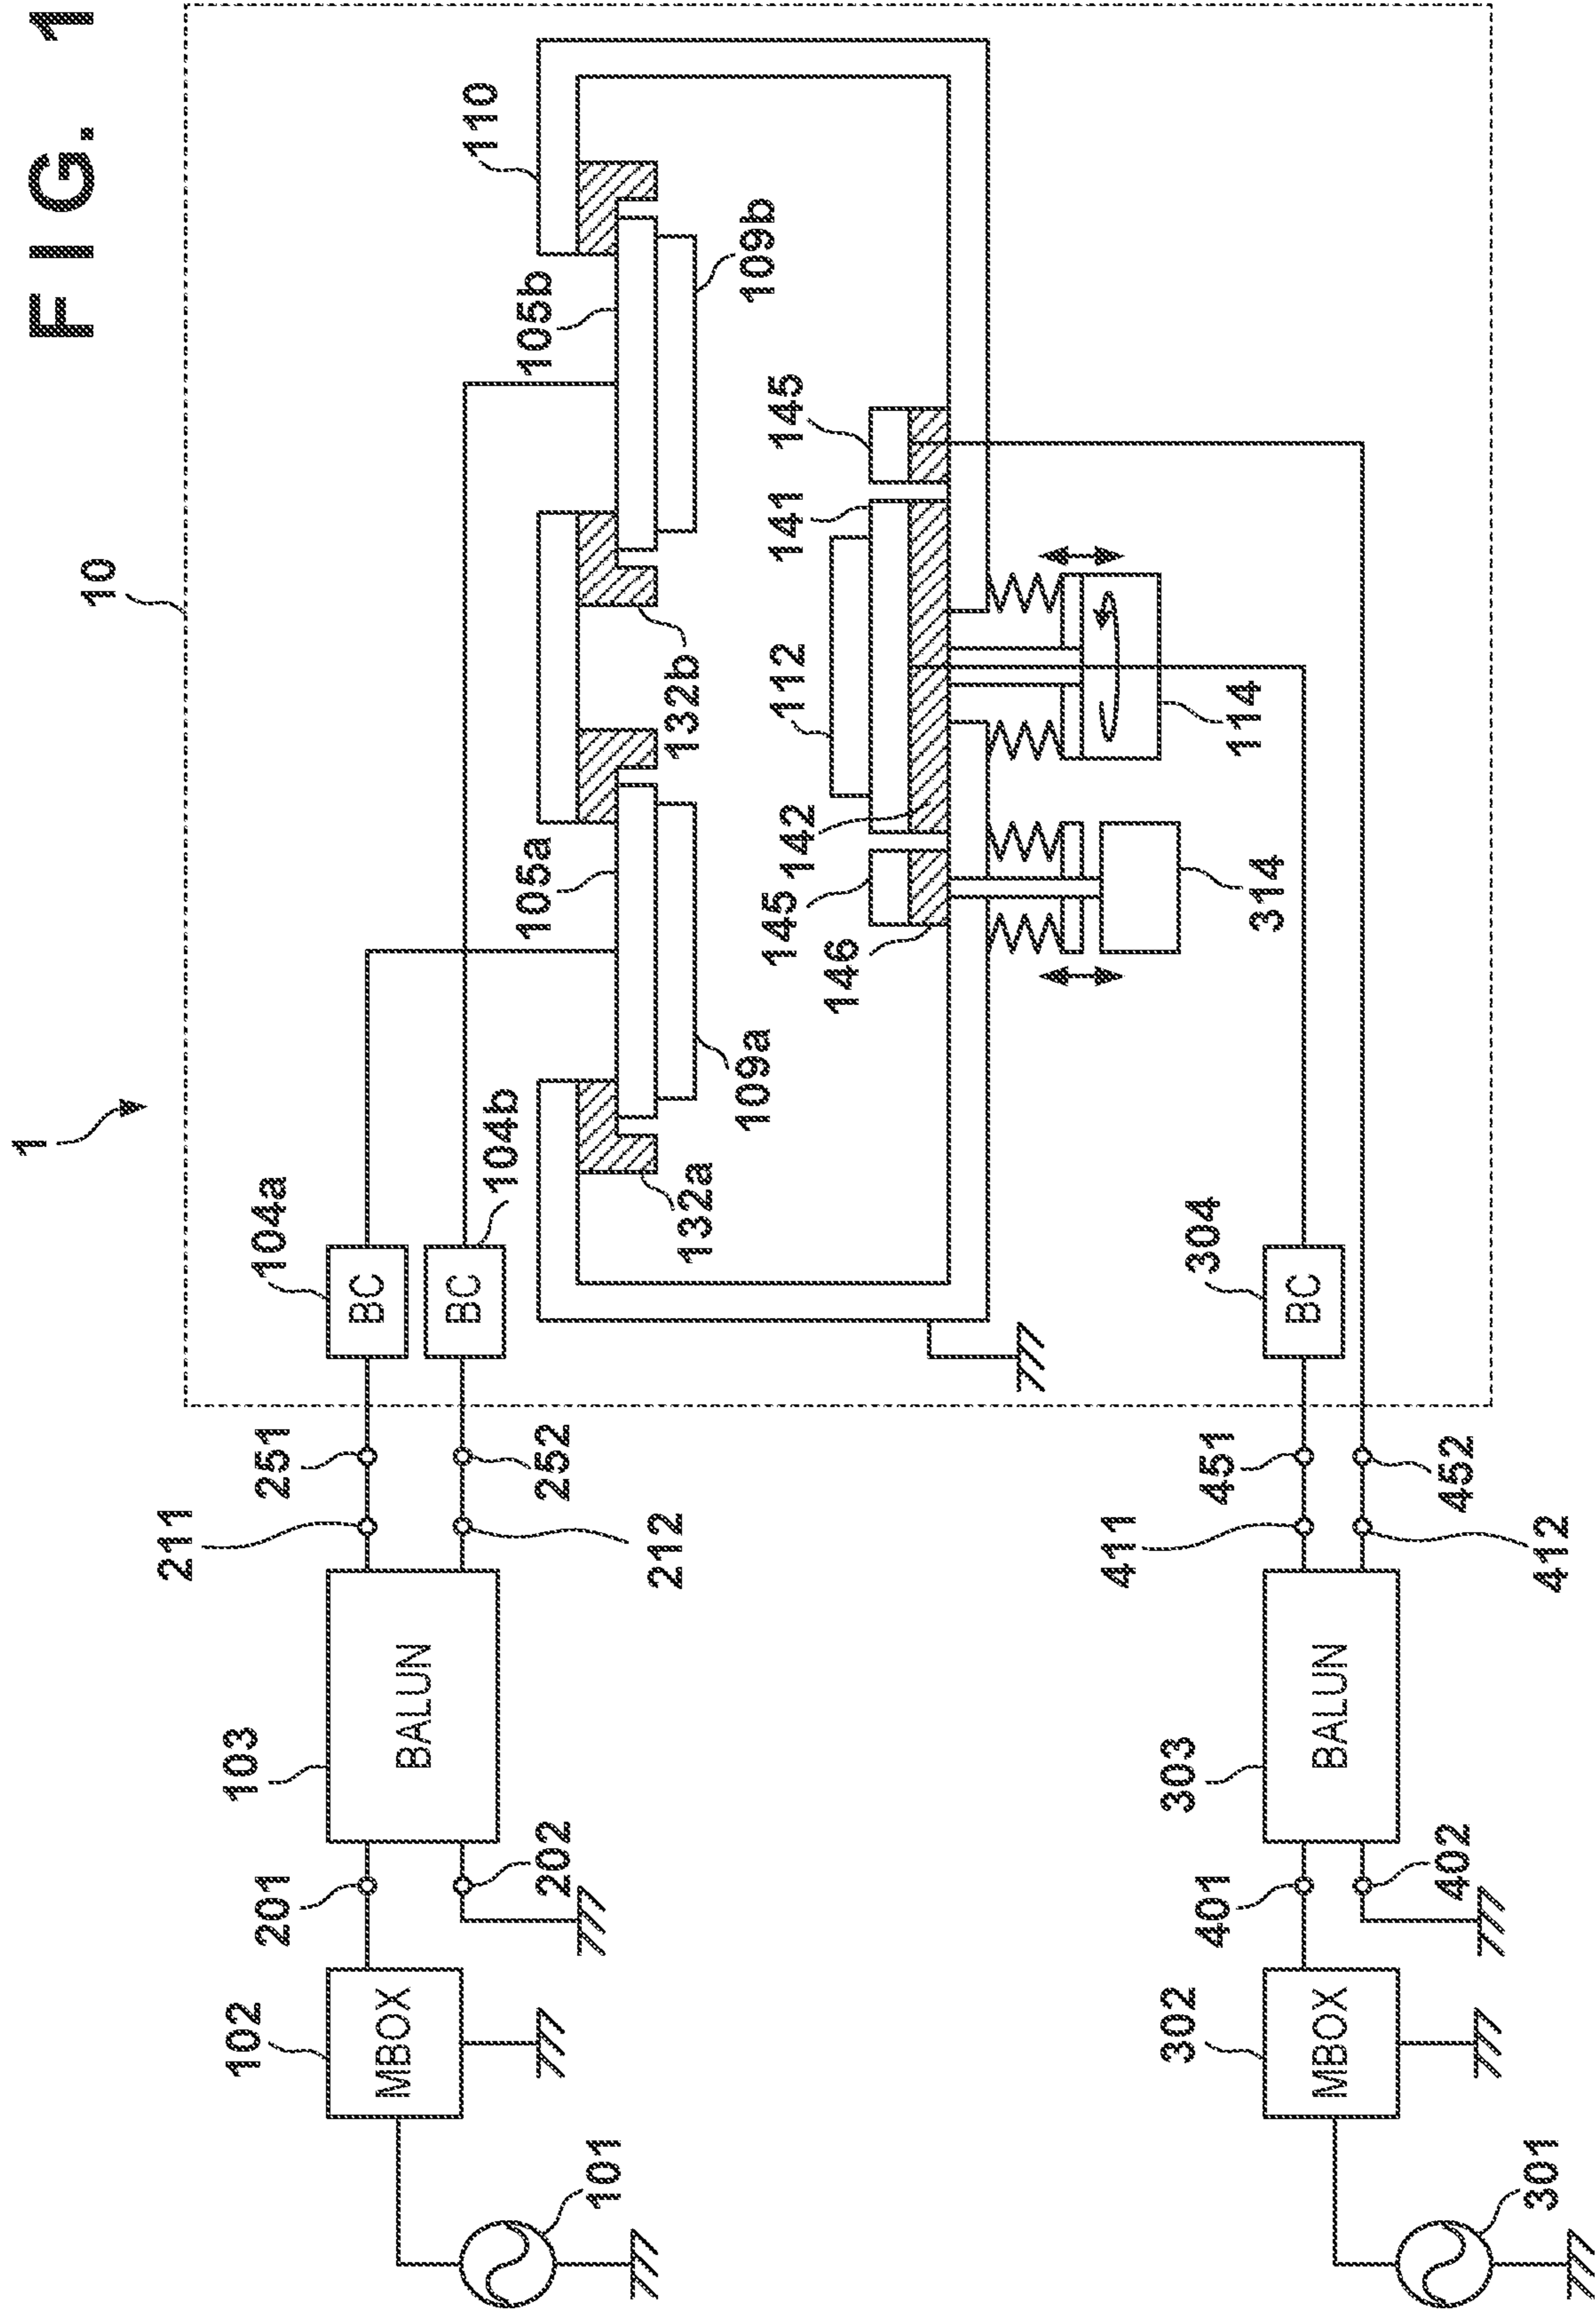 FIG. 1
1
10
104a
BC
104b
BC
110
105a
105b
109a
109b
132a
132b
112
141
145
145
142
146
114
314
304
BC
251
252
211
212
103
BALUN
201
202
102
MBOX
101
451
452
411
412
303
BALUN
401
402
302
MBOX
301